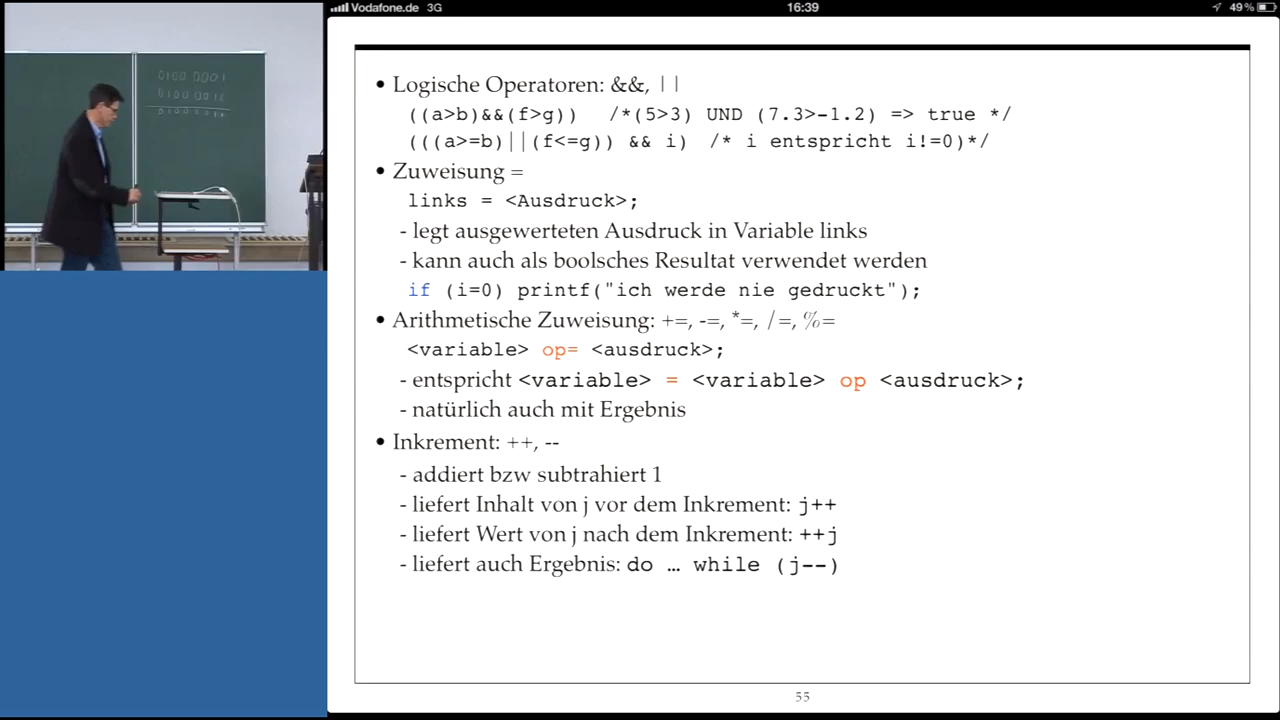 Vodafone.de 3G 16:39 49 %
0100 0001
• Logische Operatoren: &&, ||
((a>b)&&(f>g)) /*(5>3) UND (7.3>-1.2) => true */
(((a>=b)||(f<=g)) && i) /* i entspricht i!=0)*/
• Zuweisung =
links = <Ausdruck>;
- legt ausgewerteten Ausdruck in Variable links
- kann auch als boolsches Resultat verwendet werden
if (i=0) printf("ich werde nie gedruckt");
• Arithmetische Zuweisung: +=, -=, *=, /=, %=
<variable> op= <ausdruck>;
- entspricht <variable> = <variable> op <ausdruck>;
- natürlich auch mit Ergebnis
• Inkrement: ++, --
- addiert bzw subtrahiert 1
- liefert Inhalt von j vor dem Inkrement: j++
- liefert Wert von j nach dem Inkrement: ++j
- liefert auch Ergebnis: do … while (j--)
55